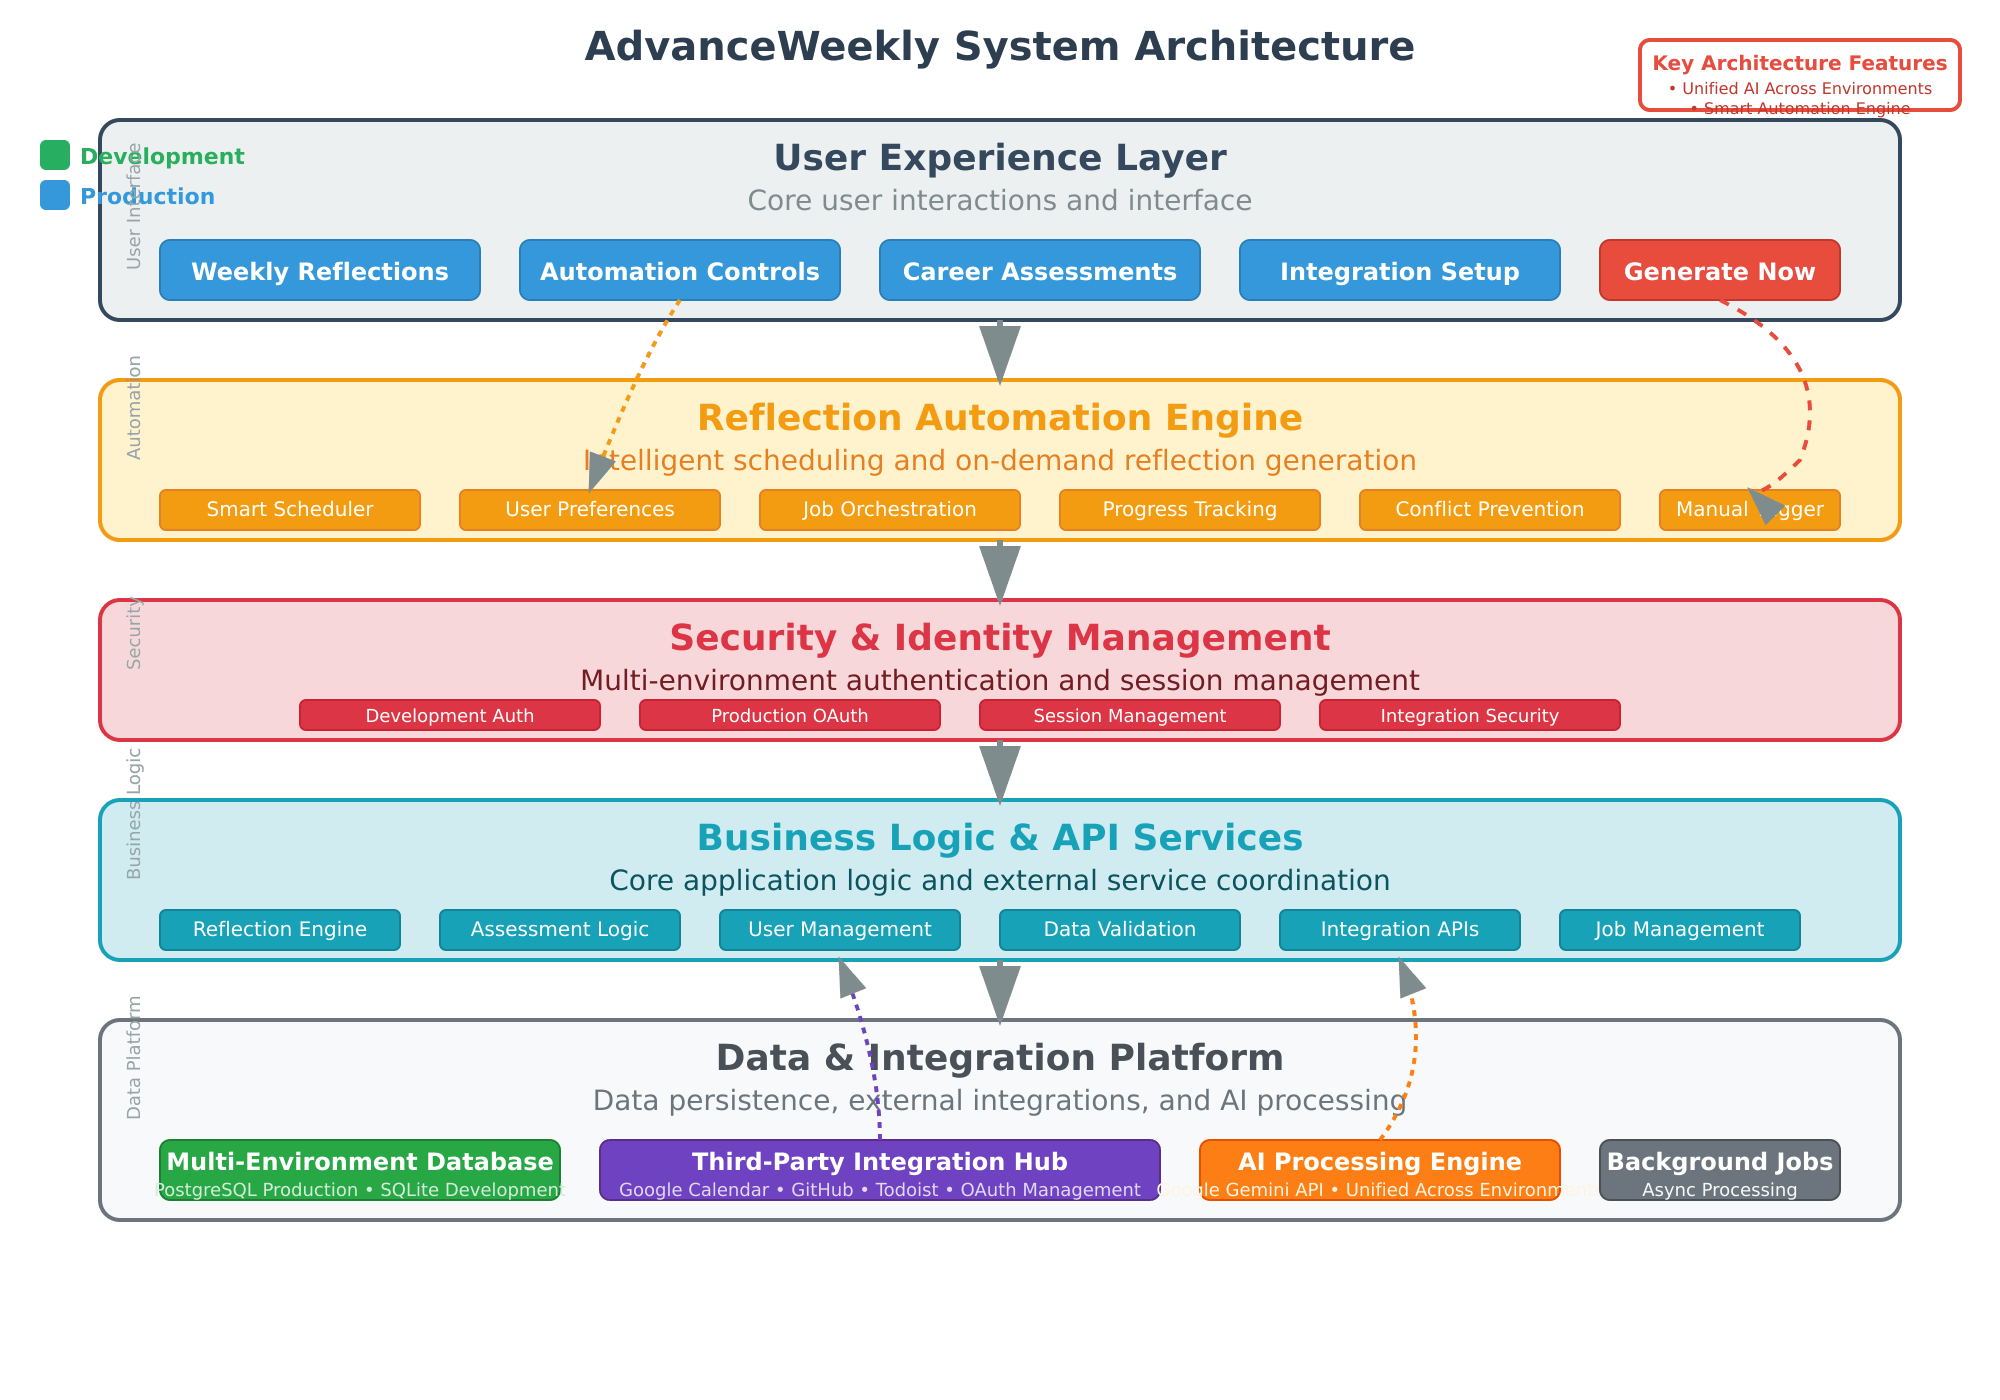 AdvanceWeekly System Architecture
Key Architecture Features
• Unified AI Across Environments
• Smart Automation Engine
Development
Production
User Interface
User Experience Layer
Core user interactions and interface
Weekly Reflections
Automation Controls
Career Assessments
Integration Setup
Generate Now
Automation
Reflection Automation Engine
Intelligent scheduling and on-demand reflection generation
Smart Scheduler
User Preferences
Job Orchestration
Progress Tracking
Conflict Prevention
Manual Trigger
Security
Security & Identity Management
Multi-environment authentication and session management
Development Auth
Production OAuth
Session Management
Integration Security
Business Logic
Business Logic & API Services
Core application logic and external service coordination
Reflection Engine
Assessment Logic
User Management
Data Validation
Integration APIs
Job Management
Data Platform
Data & Integration Platform
Data persistence, external integrations, and AI processing
Multi-Environment Database
PostgreSQL Production • SQLite Development
Third-Party Integration Hub
Google Calendar • GitHub • Todoist • OAuth Management
AI Processing Engine
Google Gemini API • Unified Across Environments
Background Jobs
Async Processing